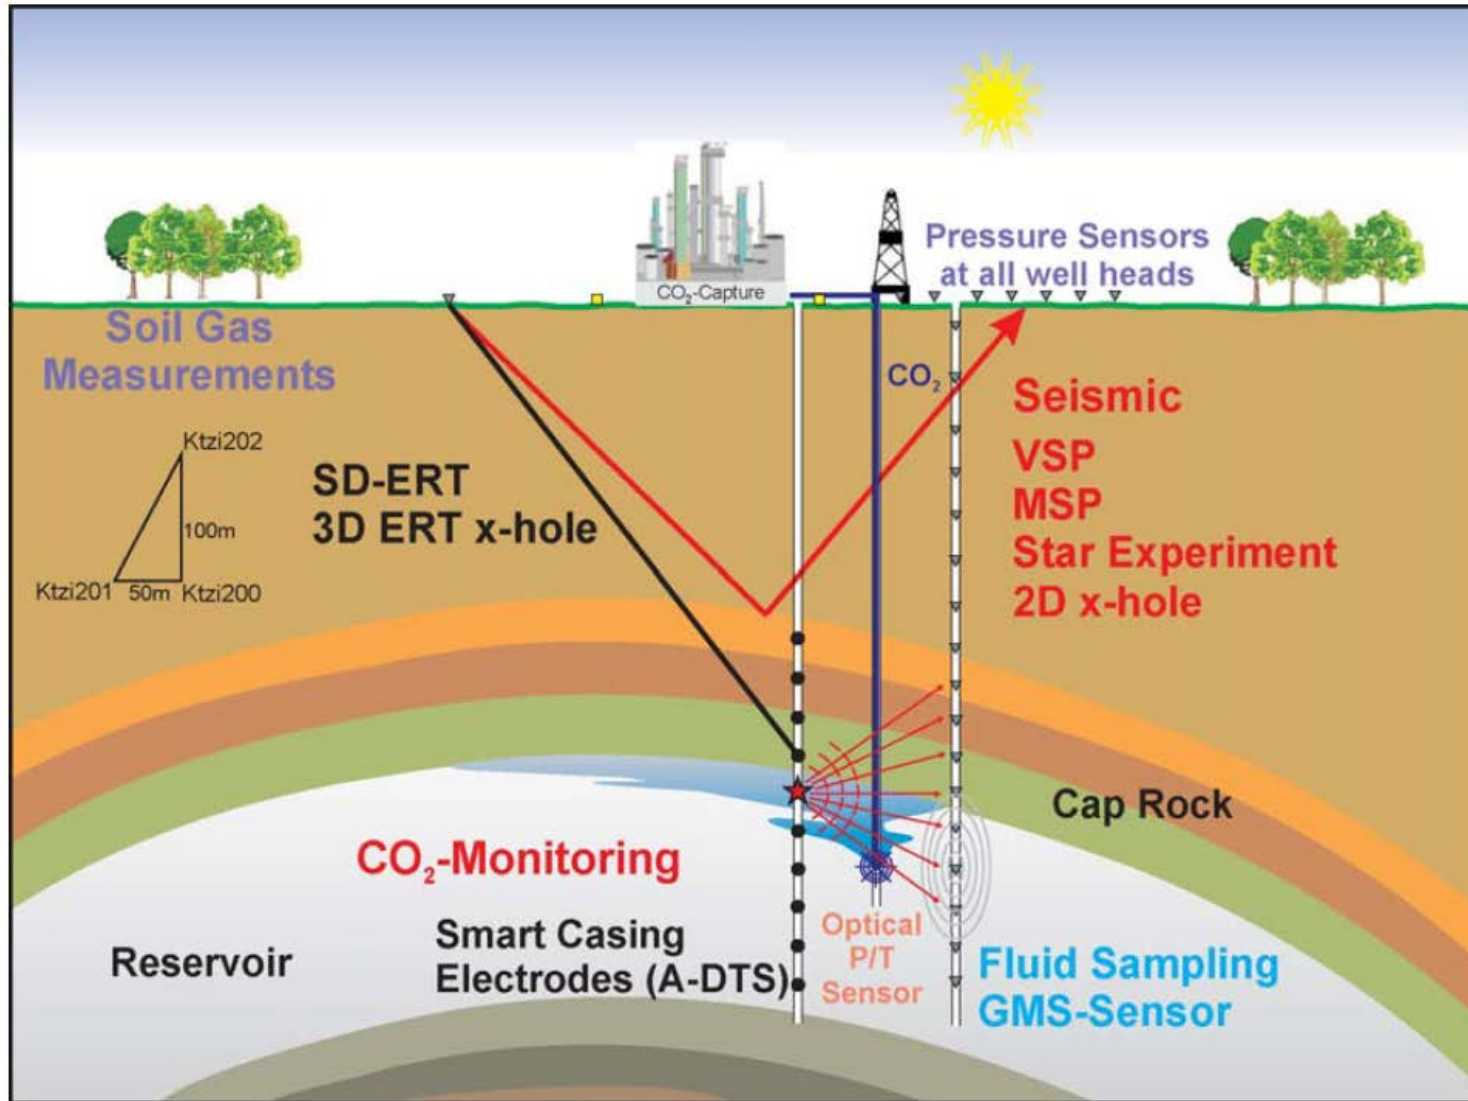 CO₂-Capture
Pressure Sensors
at all well heads
Soil Gas
Measurements
CO₂
Seismic
VSP
MSP
Star Experiment
2D x-hole
Ktzi202
100m
Ktzi201
50m
Ktzi200
SD-ERT
3D ERT x-hole
Cap Rock
CO₂-Monitoring
Reservoir
Smart Casing
Electrodes (A-DTS)
Optical
P/T
Sensor
Fluid Sampling
GMS-Sensor